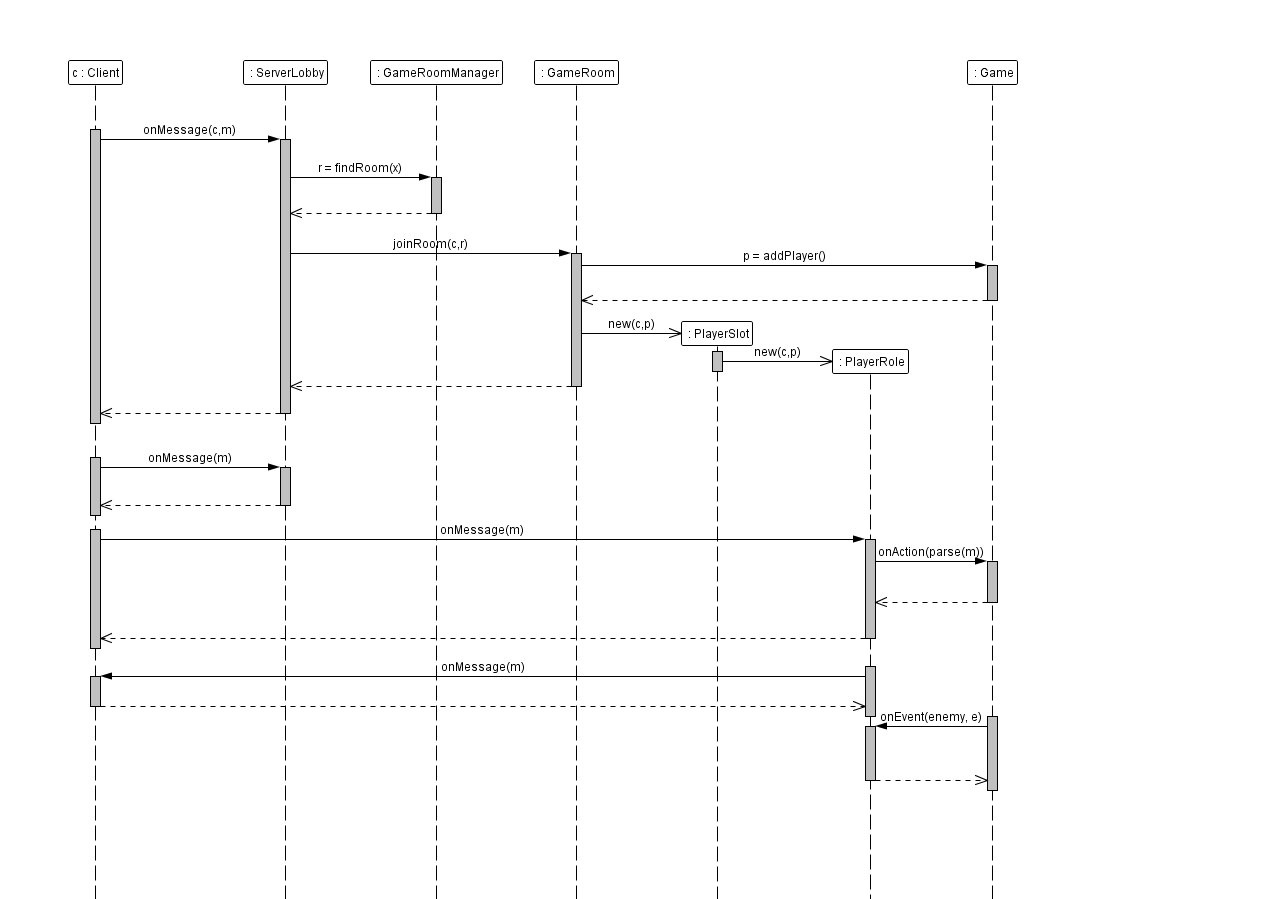 c : Client
: ServerLobby
: GameRoomManager
: GameRoom
: Game
onMessage(c,m)
r = findRoom(x)
joinRoom(c,r)
p = addPlayer()
new(c,p)
: PlayerSlot
new(c,p)
: PlayerRole
onMessage(m)
onMessage(m)
onAction(parse(m))
onMessage(m)
onEvent(enemy, e)